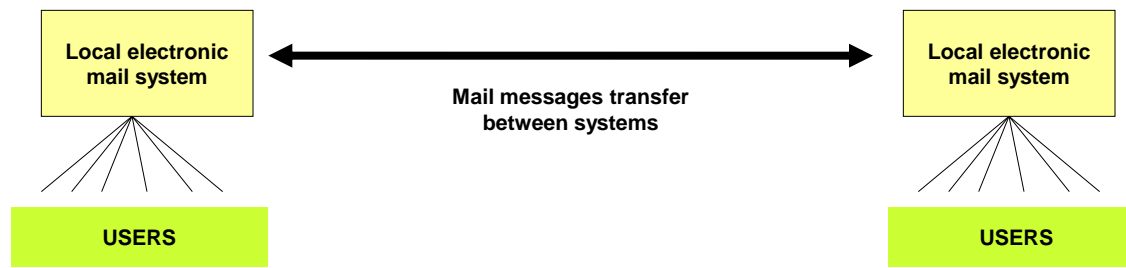 Local electronic
mail system
Mail messages transfer
between systems
Local electronic
mail system
USERS
USERS